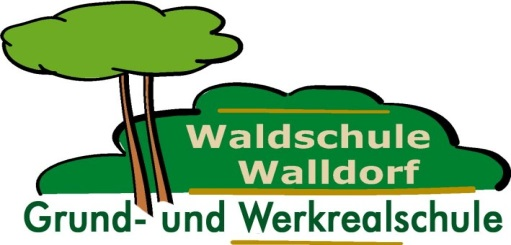 Waldschule
Walldorf
Grund- und Werkrealschule